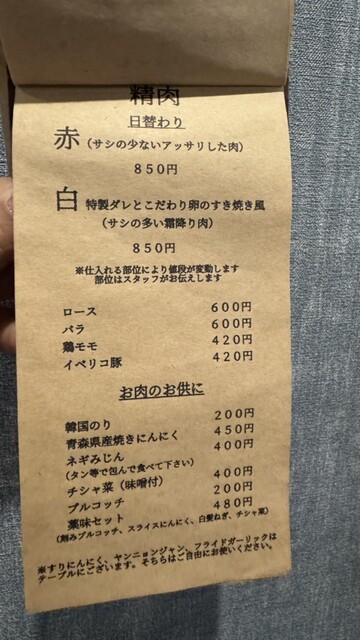 精肉
日替わり
赤（サシの少ないアッサリした肉）
８５０円
白 特製ダレとこだわり卵のすき焼き風
（サシの多い霜降り肉）
８５０円
※仕入れる部位により値段が変動します
部位はスタッフがお伝えします
ロース ６００円
バラ ６００円
鶏モモ ４２０円
イベリコ豚 ４２０円
お肉のお供に
韓国のり ２００円
青森県産焼きにんにく ４５０円
ネギみじん ４００円
（タン等で包んで食べて下さい）
チシャ菜（味噌付） ４００円
プルコッチ ２００円
薬味セット ４８０円
（刻みプルコッチ、スライスにんにく、白髪ねぎ、チシャ菜）
※すりにんにく、ヤンニョンジャン、フライドガーリックは
テーブルにございます。そちらはご自由にお使いください。